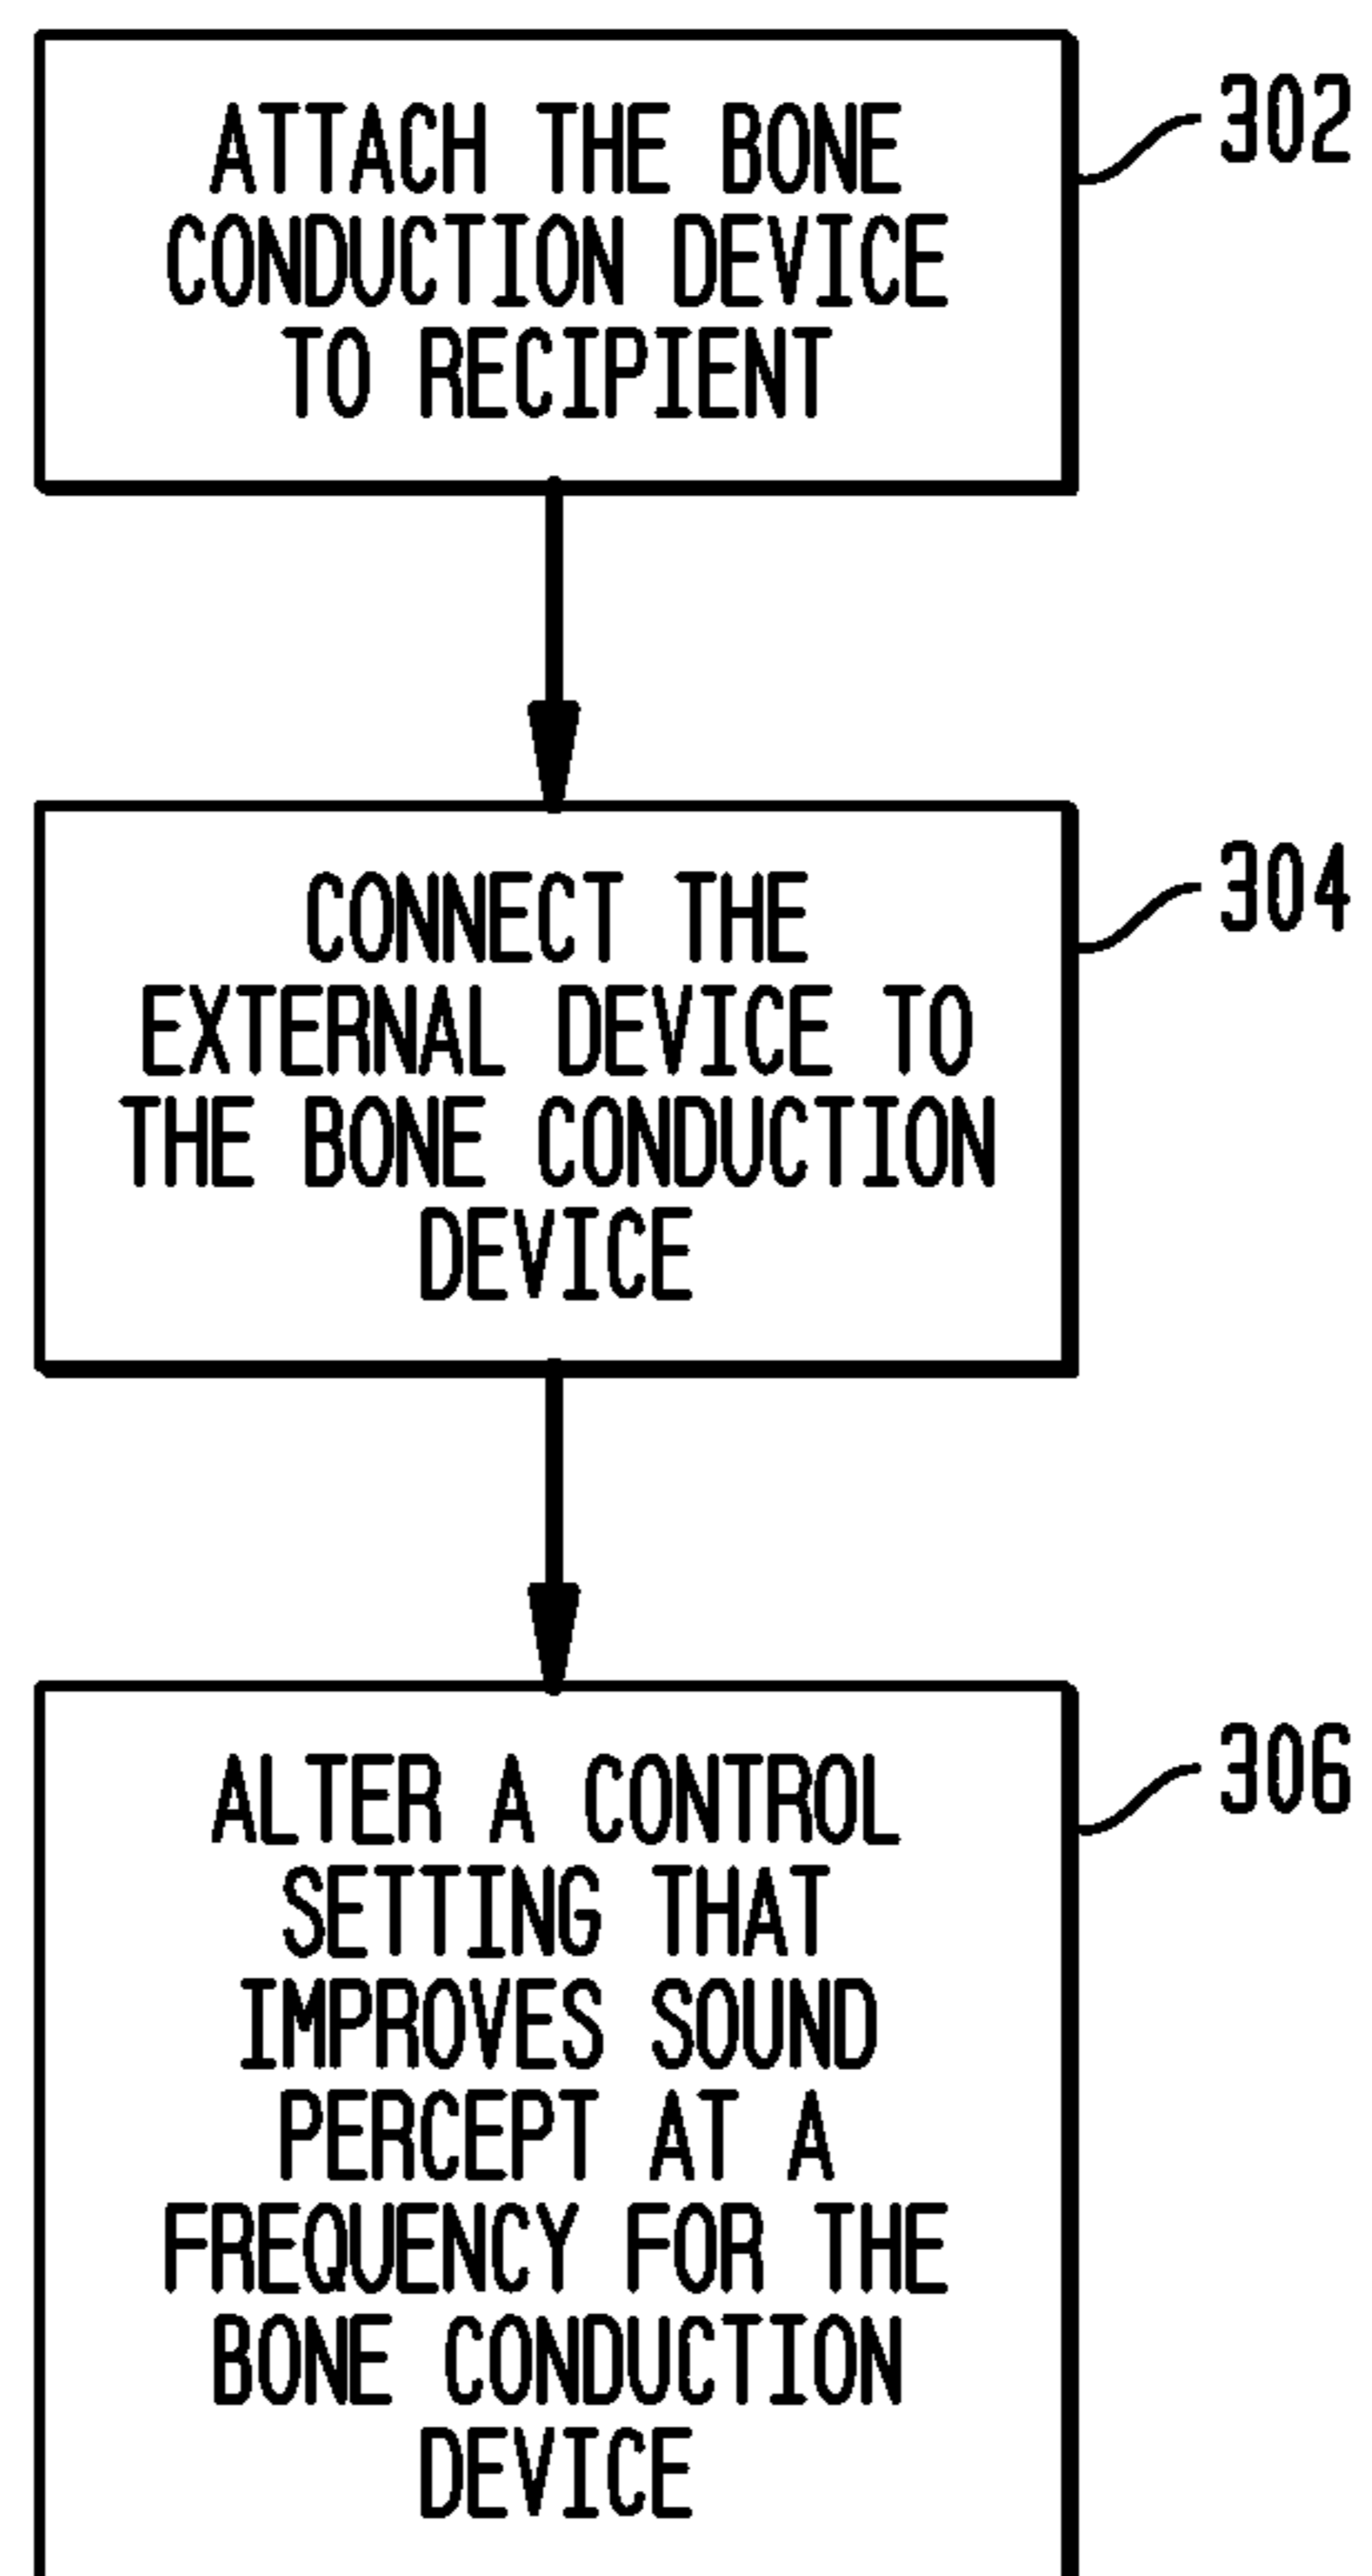 ATTACH THE BONE
CONDUCTION DEVICE
TO RECIPIENT
302
CONNECT THE
EXTERNAL DEVICE TO
THE BONE CONDUCTION
DEVICE
304
ALTER A CONTROL
SETTING THAT
IMPROVES SOUND
PERCEPT AT A
FREQUENCY FOR THE
BONE CONDUCTION
DEVICE
306